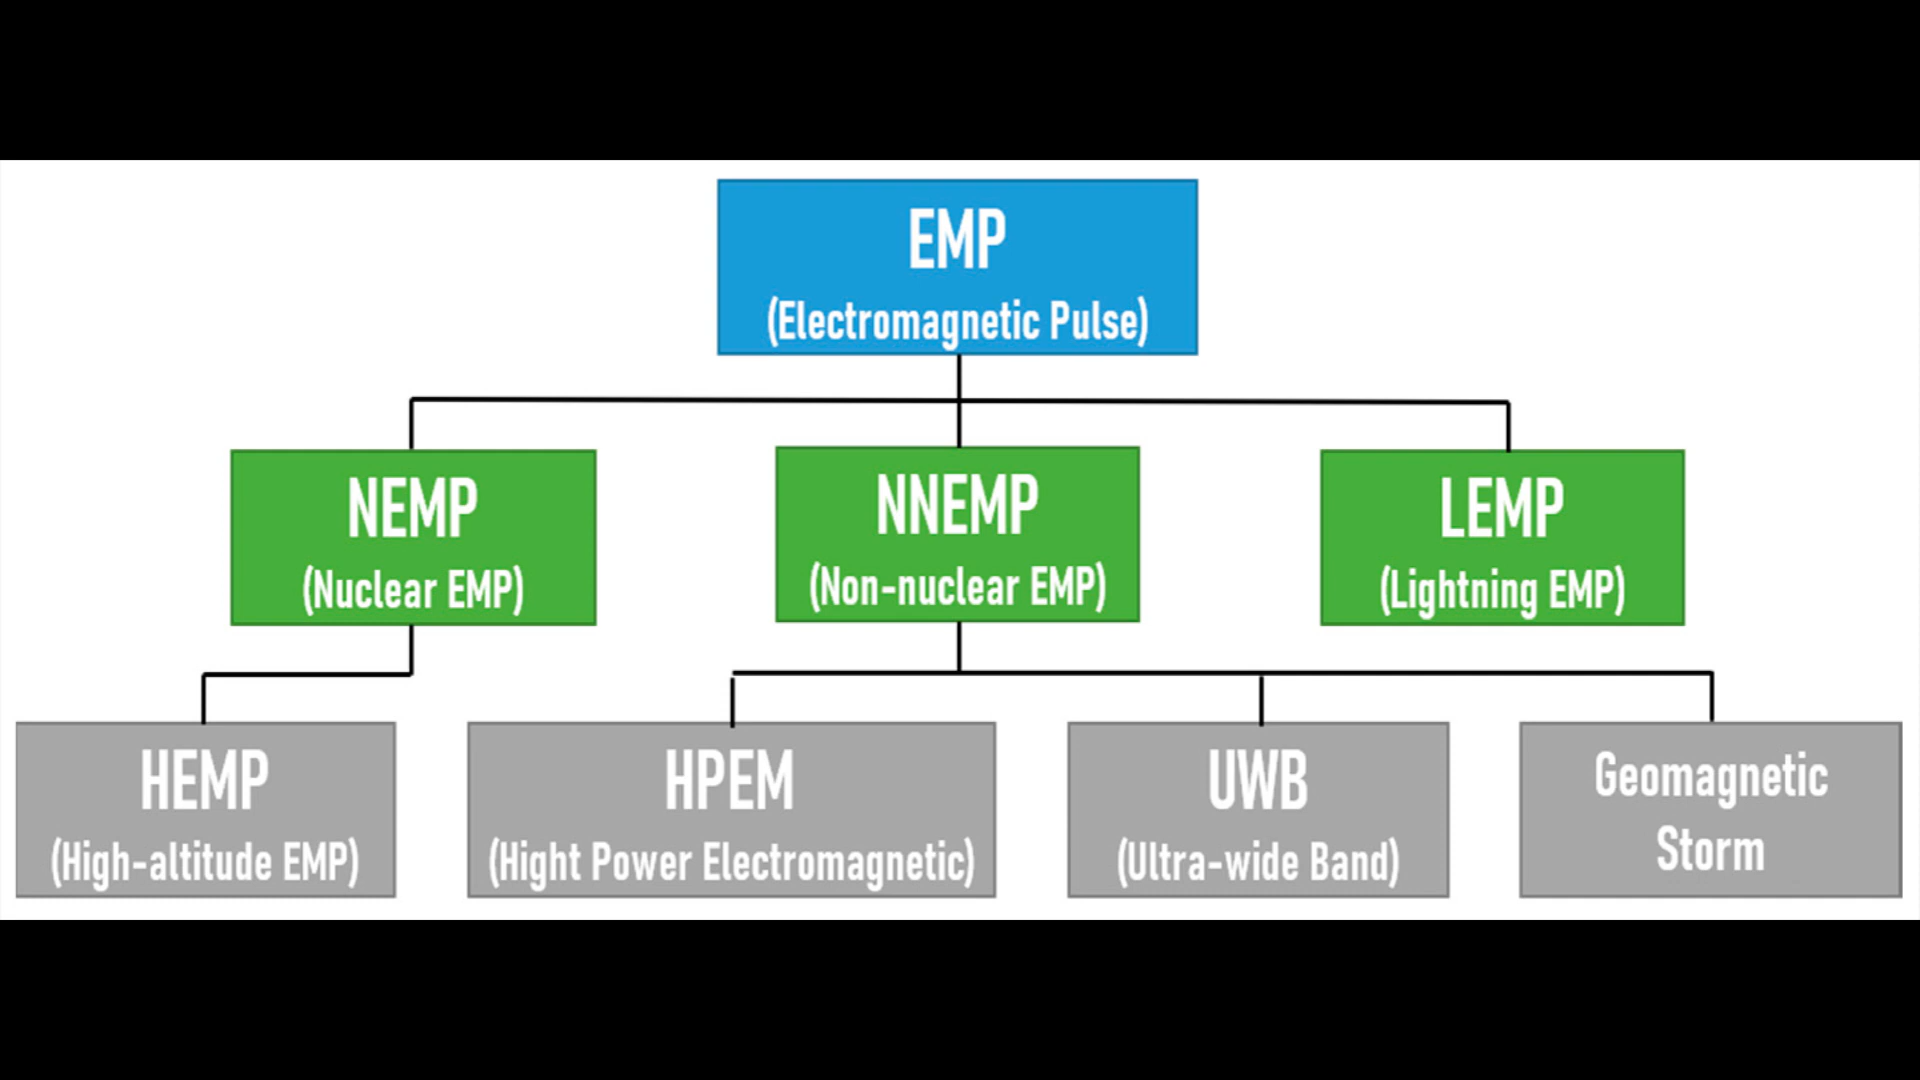 EMP
(Electromagnetic Pulse)
NEMP
(Nuclear EMP)
NNEMP
(Non-nuclear EMP)
LEMP
(Lightning EMP)
HEMP
(High-altitude EMP)
HPEM
(Hight Power Electromagnetic)
UWB
(Ultra-wide Band)
Geomagnetic
Storm